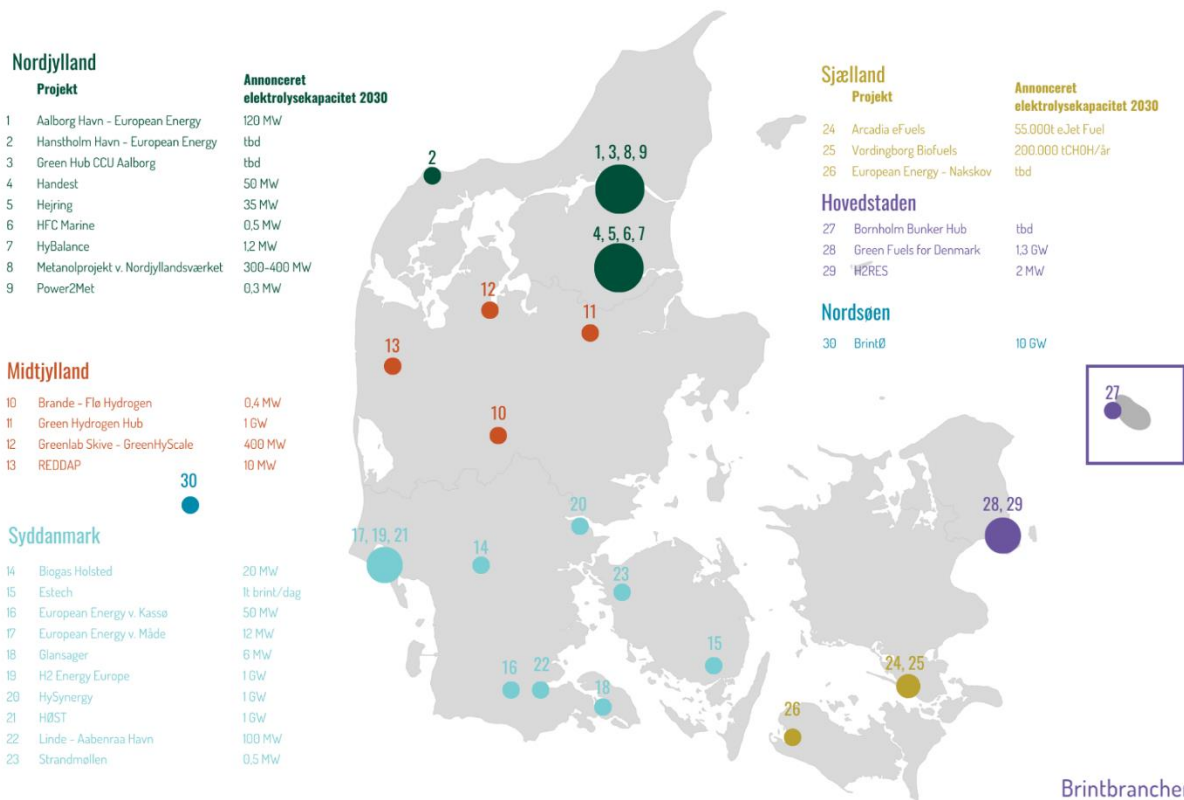 Nordjylland
Projekt Annonceret
elektrolysekapacitet 2030
1 Aalborg Havn - European Energy 120 MW
2 Hanstholm Havn - European Energy tbd
3 Green Hub CCU Aalborg tbd
4 Handest 50 MW
5 Hejring 35 MW
6 HFC Marine 0,5 MW
7 HyBalance 1,2 MW
8 Metanolprojekt v. Nordjyllandsværket 300-400 MW
9 Power2Met 0,3 MW
Midtjylland
10 Brande - Flø Hydrogen 0,4 MW
11 Green Hydrogen Hub 1 GW
12 Greenlab Skive - GreenHyScale 400 MW
13 REDDAP 10 MW
Syddanmark
14 Biogas Holsted 20 MW
15 Estech 1t brint/dag
16 European Energy v. Kassø 50 MW
17 European Energy v. Måde 12 MW
18 Glansager 6 MW
19 H2 Energy Europe 1 GW
20 HySynergy 1 GW
21 HØST 1 GW
22 Linde - Aabenraa Havn 100 MW
23 Strandmøllen 0,5 MW
2
1, 3, 8, 9
4, 5, 6, 7
12
11
13
10
30
20
17, 19, 21
14
23
15
16
22
18
28, 29
24, 25
26
27
Sjælland
Projekt Annonceret
elektrolysekapacitet 2030
24 Arcadia eFuels 55.000t eJet Fuel
25 Vordingborg Biofuels 200.000 tCHOH/år
26 European Energy - Nakskov tbd
Hovedstaden
27 Bornholm Bunker Hub tbd
28 Green Fuels for Denmark 1,3 GW
29 H2RES 2 MW
Nordsøen
30 BrintØ 10 GW
Brintbranchen